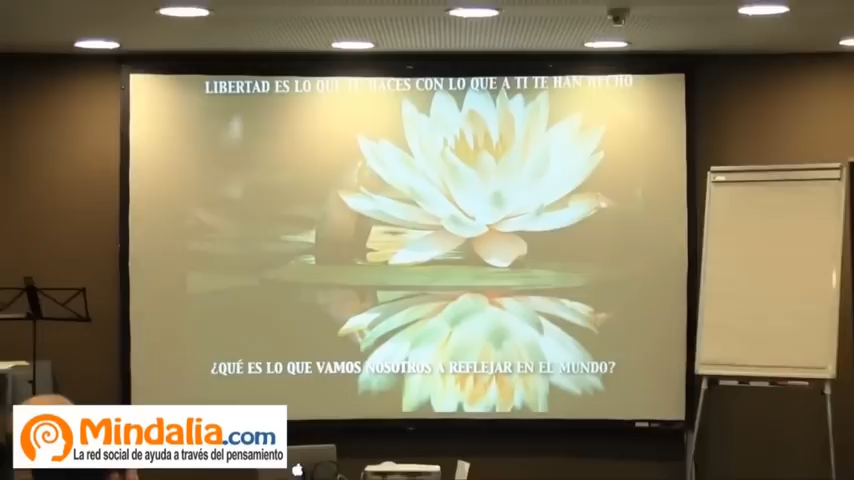 LIBERTAD ES LO QUE TÚ HACES CON LO QUE A TI TE HAN HECHO
¿QUÉ ES LO QUE VAMOS NOSOTROS A REFLEJAR EN EL MUNDO?
Mindalia.com
La red social de ayuda a través del pensamiento